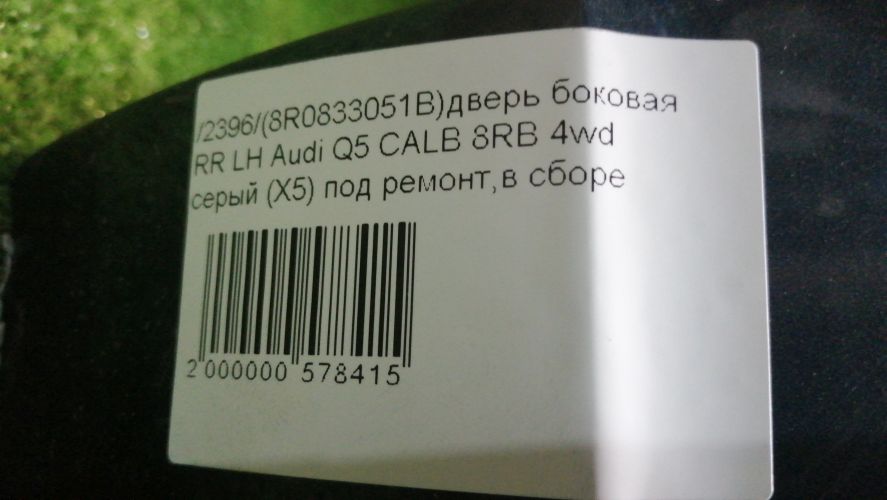 /2396/(8R0833051B)дверь боковая
RR LH Audi Q5 CALB 8RB 4wd
серый (X5) под ремонт,в сборе
2 000000 578415